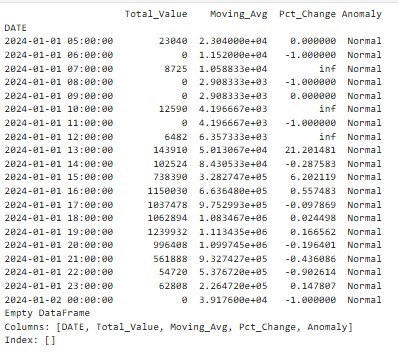 Total_Value Moving_Avg Pct_Change Anomaly
DATE
2024-01-01 05:00:00 23040 2.304000e+04 0.000000 Normal
2024-01-01 06:00:00 0 1.152000e+04 -1.000000 Normal
2024-01-01 07:00:00 8725 1.058833e+04 inf Normal
2024-01-01 08:00:00 0 2.908333e+03 -1.000000 Normal
2024-01-01 09:00:00 0 2.908333e+03 0.000000 Normal
2024-01-01 10:00:00 12590 4.196667e+03 inf Normal
2024-01-01 11:00:00 0 4.196667e+03 -1.000000 Normal
2024-01-01 12:00:00 6482 6.357333e+03 inf Normal
2024-01-01 13:00:00 143910 5.013067e+04 21.201481 Normal
2024-01-01 14:00:00 102524 8.430533e+04 -0.287583 Normal
2024-01-01 15:00:00 738390 3.282747e+05 6.202119 Normal
2024-01-01 16:00:00 1150030 6.636480e+05 0.557483 Normal
2024-01-01 17:00:00 1037478 9.752993e+05 -0.097869 Normal
2024-01-01 18:00:00 1062894 1.083467e+06 0.024498 Normal
2024-01-01 19:00:00 1239932 1.113435e+06 0.166562 Normal
2024-01-01 20:00:00 996408 1.099745e+06 -0.196401 Normal
2024-01-01 21:00:00 561888 9.327427e+05 -0.436086 Normal
2024-01-01 22:00:00 54720 5.376720e+05 -0.902614 Normal
2024-01-01 23:00:00 62808 2.264720e+05 0.147807 Normal
2024-01-02 00:00:00 0 3.917600e+04 -1.000000 Normal
Empty DataFrame
Columns: [DATE, Total_Value, Moving_Avg, Pct_Change, Anomaly]
Index: []